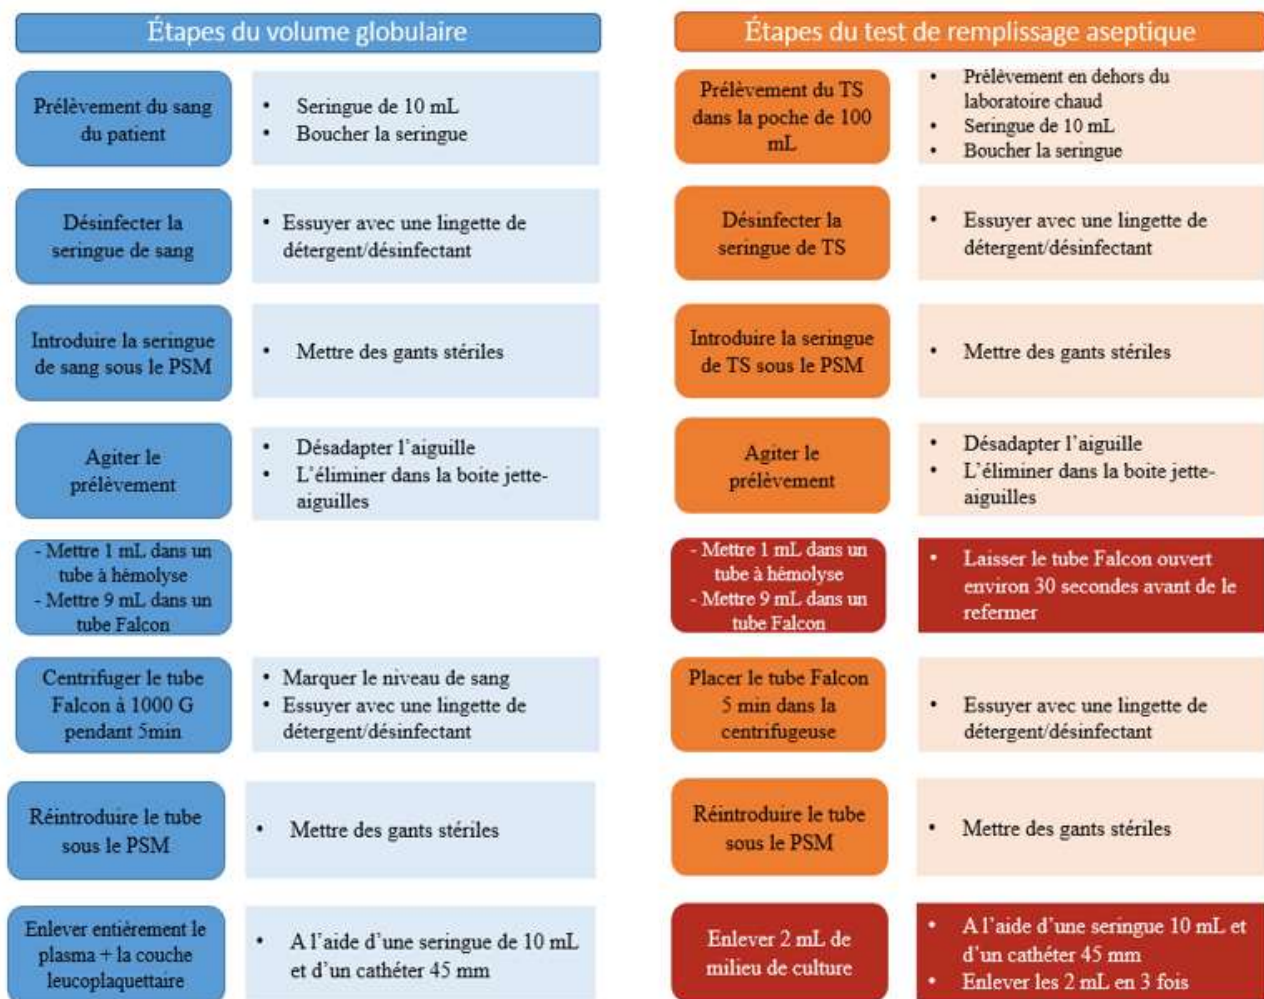 Étapes du volume globulaire
Prélèvement du sang
du patient
• Seringue de 10 mL
• Boucher la seringue
Désinfecter la
seringue de sang
• Essuyer avec une lingette de
détergent/désinfectant
Introduire la seringue
de sang sous le PSM
• Mettre des gants stériles
Agiter le
prélèvement
• Désadapter l’aiguille
• L’éliminer dans la boite jette-
aiguilles
- Mettre 1 mL dans un
tube à hémolyse
- Mettre 9 mL dans un
tube Falcon
Centrifuger le tube
Falcon à 1000 G
pendant 5min
• Marquer le niveau de sang
• Essuyer avec une lingette de
détergent/désinfectant
Réintroduire le tube
sous le PSM
• Mettre des gants stériles
Enlever entièrement le
plasma + la couche
leucoplaquettaire
• A l’aide d’une seringue de 10 mL
et d’un cathéter 45 mm
Étapes du test de remplissage aseptique
Prélèvement du TS
dans la poche de 100
mL
• Prélèvement en dehors du
laboratoire chaud
• Seringue de 10 mL
• Boucher la seringue
Désinfecter la
seringue de TS
• Essuyer avec une lingette de
détergent/désinfectant
Introduire la seringue
de TS sous le PSM
• Mettre des gants stériles
Agiter le
prélèvement
• Désadapter l’aiguille
• L’éliminer dans la boite jette-
aiguilles
- Mettre 1 mL dans un
tube à hémolyse
- Mettre 9 mL dans un
tube Falcon
• Laisser le tube Falcon ouvert
environ 30 secondes avant de le
refermer
Placer le tube Falcon
5 min dans la
centrifugeuse
• Essuyer avec une lingette de
détergent/désinfectant
Réintroduire le tube
sous le PSM
• Mettre des gants stériles
Enlever 2 mL de
milieu de culture
• A l’aide d’une seringue 10 mL et
d’un cathéter 45 mm
• Enlever les 2 mL en 3 fois